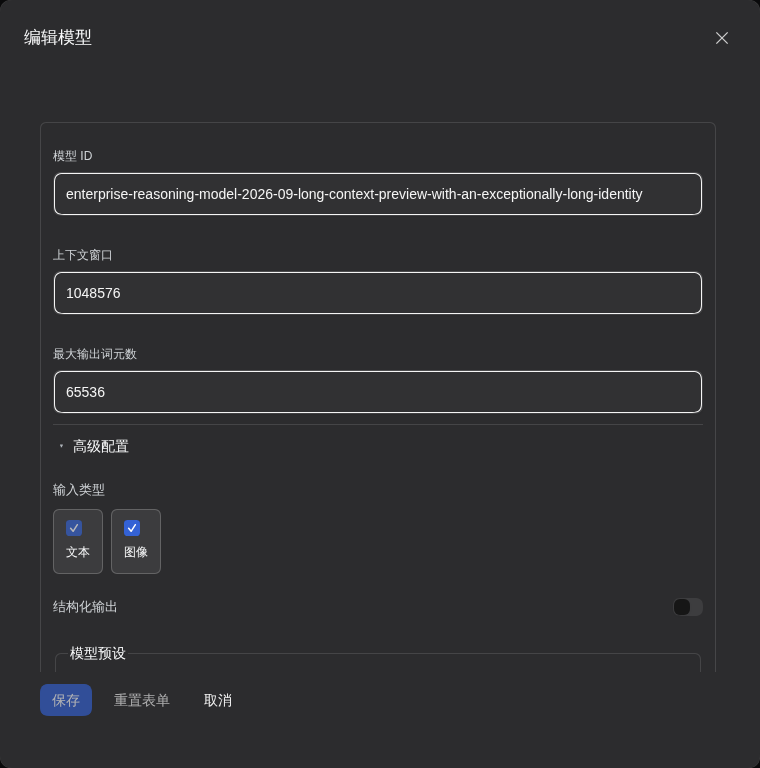 编辑模型
模型 ID
enterprise-reasoning-model-2026-09-long-context-preview-with-an-exceptionally-long-identity
上下文窗口
1048576
最大输出词元数
65536
高级配置
输入类型
文本 图像
结构化输出
模型预设
保存 重置表单 取消